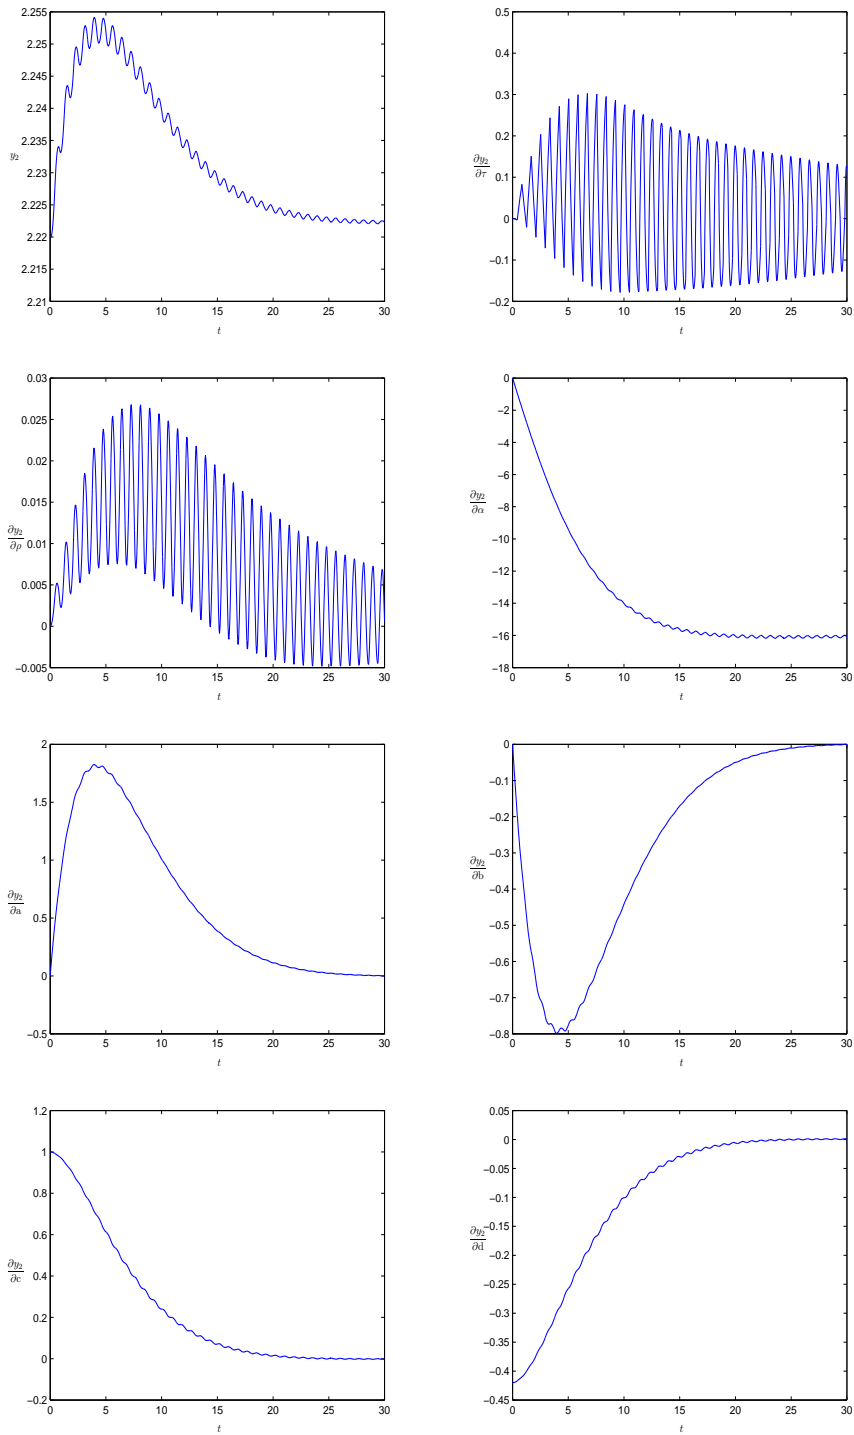 2.255
2.25
2.245
2.24
2.235
y₂
2.23
2.225
2.22
2.215
2.21
0 5 10 15 20 25 30
t
0.5
0.4
0.3
0.2
∂y₂/∂τ
0.1
0
−0.1
−0.2
0 5 10 15 20 25 30
t
0.03
0.025
0.02
0.015
0.01
∂y₂/∂ρ
0.005
0
−0.005
0 5 10 15 20 25 30
t
0
−2
−4
−6
∂y₂/∂α
−8
−10
−12
−14
−16
−18
0 5 10 15 20 25 30
t
2
1.5
1
∂y₂/∂a
0.5
0
−0.5
0 5 10 15 20 25 30
t
0
−0.1
−0.2
−0.3
∂y₂/∂b
−0.4
−0.5
−0.6
−0.7
−0.8
0 5 10 15 20 25 30
t
1.2
1
0.8
0.6
∂y₂/∂c
0.4
0.2
0
−0.2
0 5 10 15 20 25 30
t
0.05
0
−0.05
−0.1
−0.15
∂y₂/∂d
−0.2
−0.25
−0.3
−0.35
−0.4
−0.45
0 5 10 15 20 25 30
t